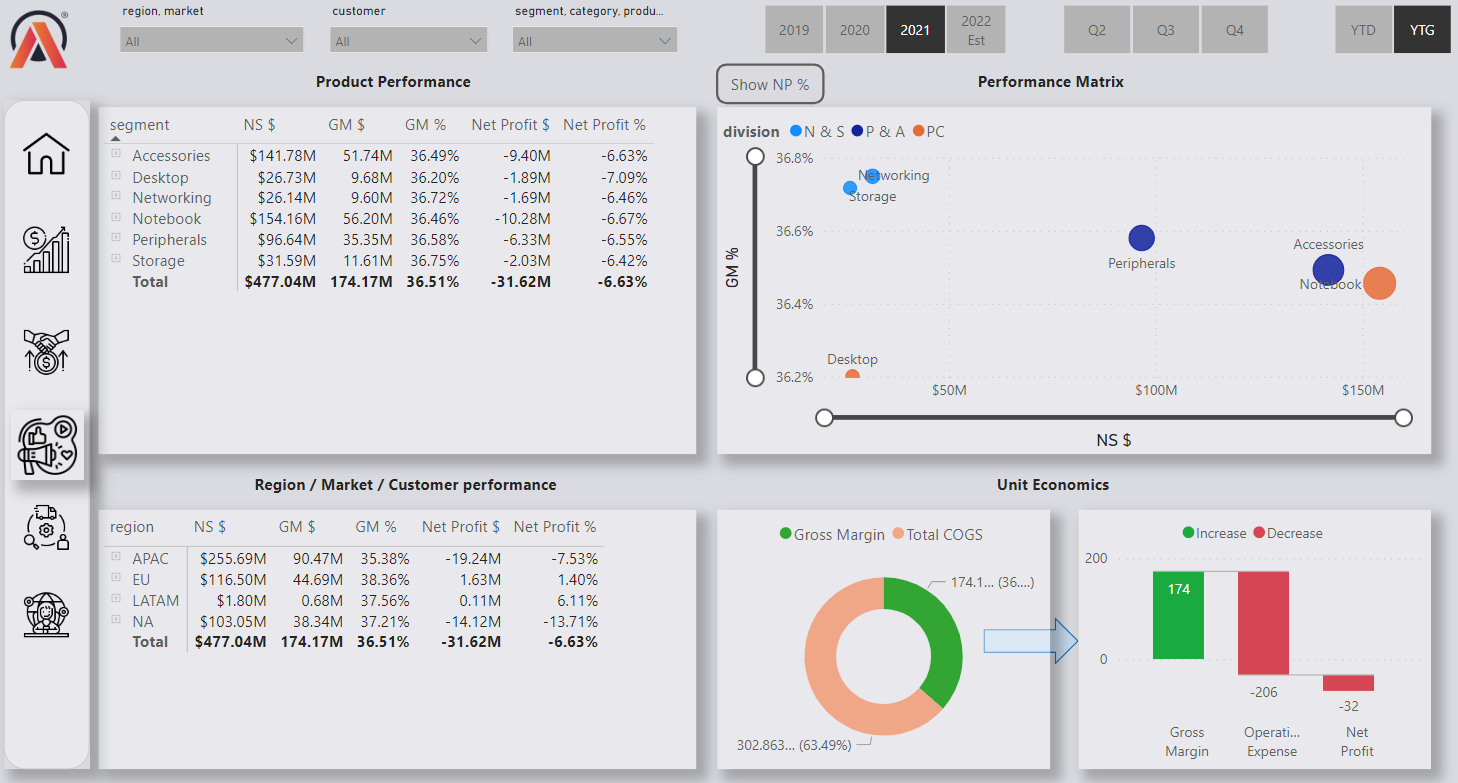 region, market
customer
segment, category, produ...
All
All
All
2019
2020
2021
2022 Est
Q2
Q3
Q4
YTD
YTG
Product Performance
segment NS $ GM $ GM % Net Profit $ Net Profit %
Accessories $141.78M 51.74M 36.49% -9.40M -6.63%
Desktop $26.73M 9.68M 36.20% -1.89M -7.09%
Networking $26.14M 9.60M 36.72% -1.69M -6.46%
Notebook $154.16M 56.20M 36.46% -10.28M -6.67%
Peripherals $96.64M 35.35M 36.58% -6.33M -6.55%
Storage $31.59M 11.61M 36.75% -2.03M -6.42%
Total $477.04M 174.17M 36.51% -31.62M -6.63%
Show NP %
Performance Matrix
division N & S P & A PC
36.8%
36.6%
36.4%
36.2%
GM %
Networking
Storage
Peripherals
Accessories
Notebook
Desktop
$50M
$100M
$150M
NS $
Region / Market / Customer performance
region NS $ GM $ GM % Net Profit $ Net Profit %
APAC $255.69M 90.47M 35.38% -19.24M -7.53%
EU $116.50M 44.69M 38.36% 1.63M 1.40%
LATAM $1.80M 0.68M 37.56% 0.11M 6.11%
NA $103.05M 38.34M 37.21% -14.12M -13.71%
Total $477.04M 174.17M 36.51% -31.62M -6.63%
Unit Economics
Gross Margin Total COGS
174.1... (36....)
302.863... (63.49%)
Increase Decrease
200
0
174
-206
-32
Gross Margin
Operati... Expense
Net Profit